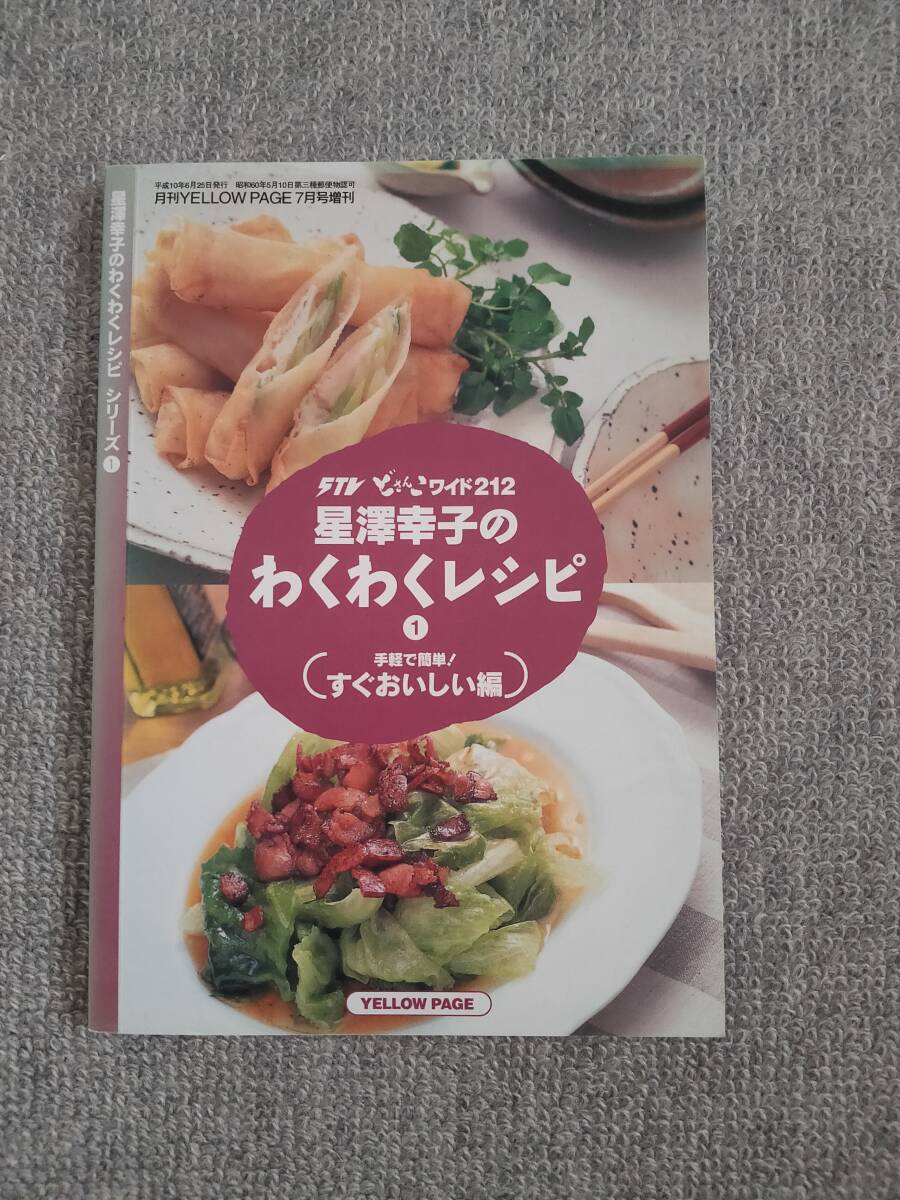 平成10年6月25日発行 昭和60年5月10日第三種郵便物認可
月刊YELLOW PAGE 7月号増刊
星澤幸子のわくわくレシピ シリーズ❶
STV どさんこワイド212
星澤幸子の
わくわくレシピ
❶
手軽で簡単!
(すぐおいしい編)
YELLOW PAGE